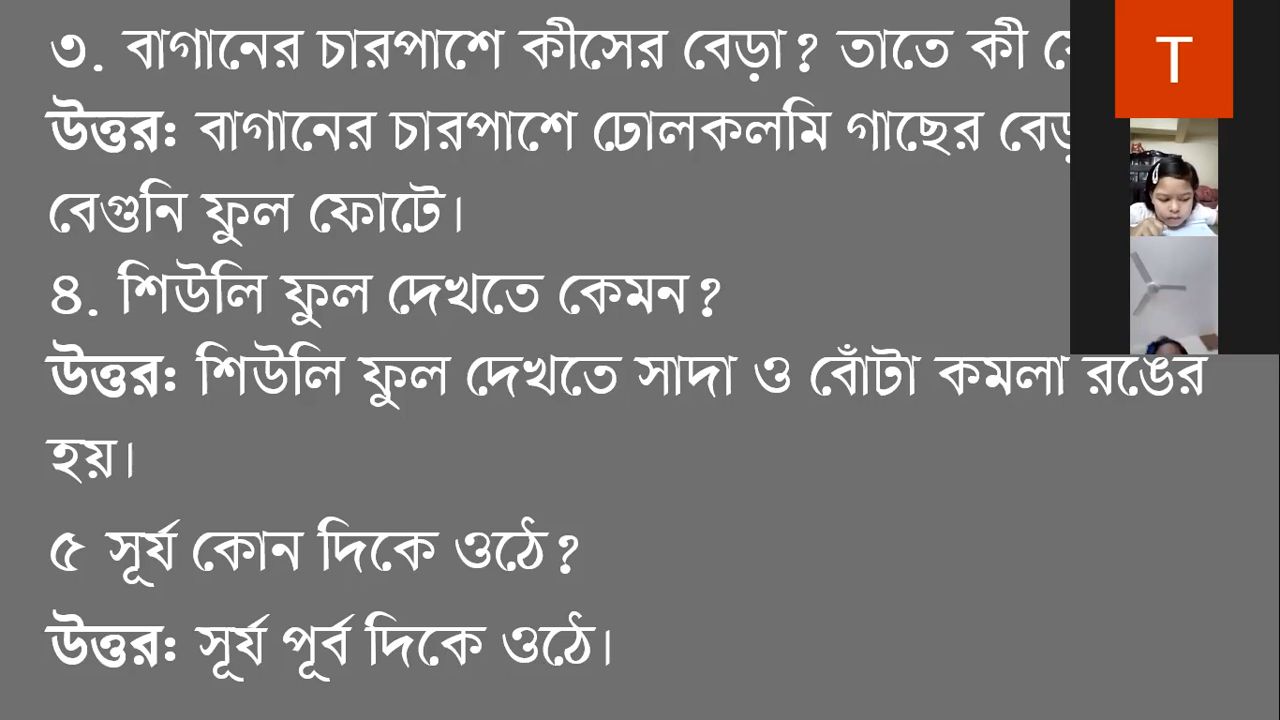 ৩. বাগানের চারপাশে কীসের বেড়া? তাতে কী
উত্তরঃ বাগানের চারপাশে ঢোলকলমি গাছের
বেগুনি ফুল ফোটে।
৪. শিউলি ফুল দেখতে কেমন?
উত্তরঃ শিউলি ফুল দেখতে সাদা ও বোঁটা কমলা রঙের
হয়।
৫ সূর্য কোন দিকে ওঠে?
উত্তরঃ সূর্য পূর্ব দিকে ওঠে।
T